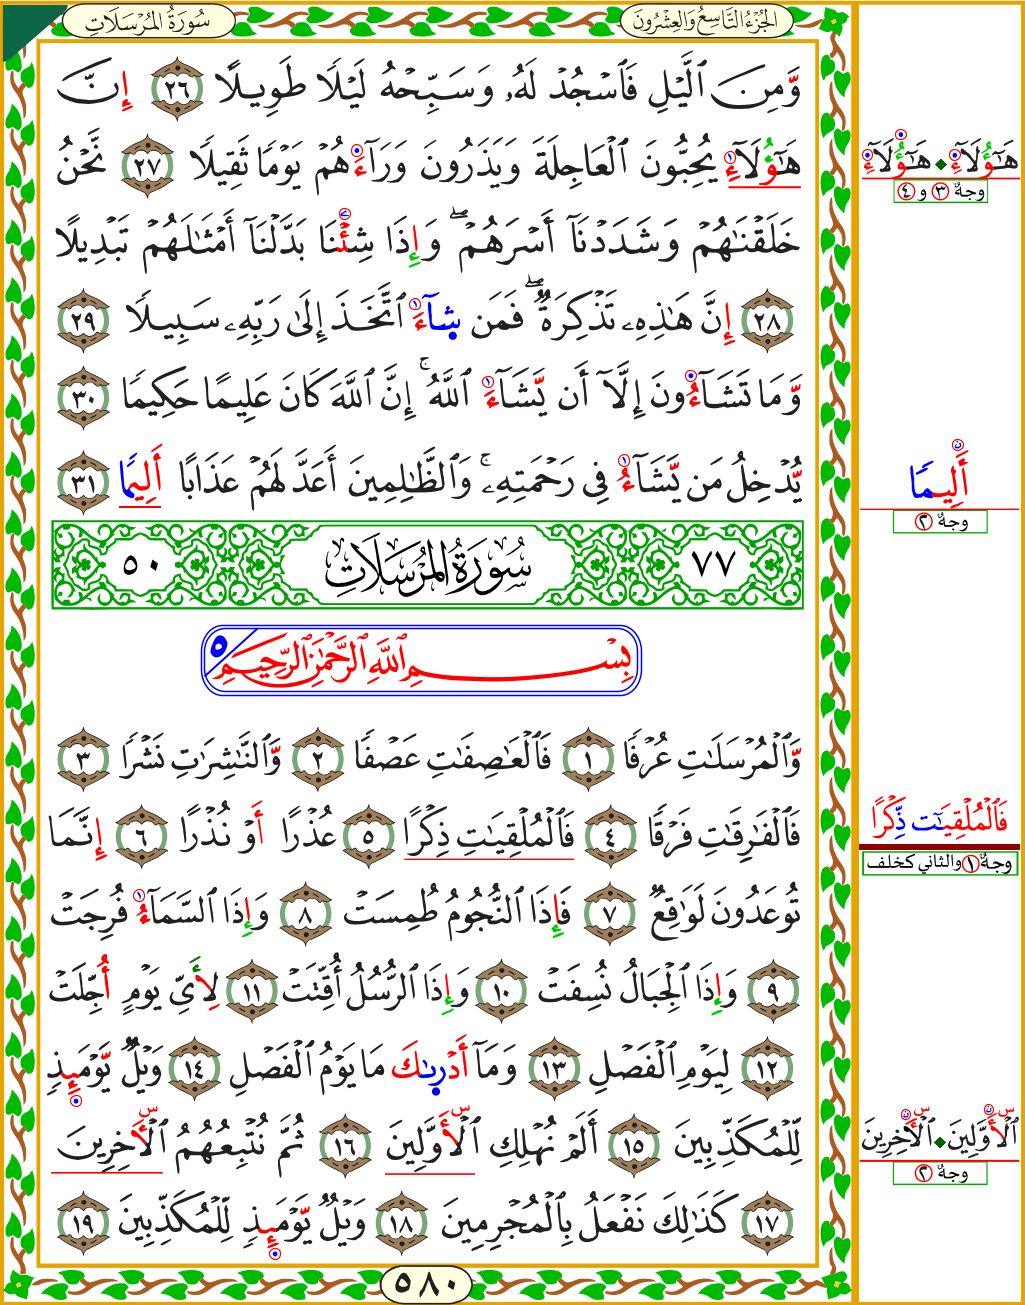 سُورَةُ المُرْسَلَاتِ
الجُزْءُ التَّاسِعُ وَالعِشْرُونَ
وَمِنَ ٱلَّيْلِ فَٱسْجُدْ لَهُۥ وَسَبِّحْهُ لَيْلًا طَوِيلًا ٢٦ إِنَّ
هَٰٓؤُلَآءِ يُحِبُّونَ ٱلْعَاجِلَةَ وَيَذَرُونَ وَرَآءَهُمْ يَوْمًا ثَقِيلًا ٢٧ نَّحْنُ
خَلَقْنَٰهُمْ وَشَدَدْنَآ أَسْرَهُمْ ۖ وَإِذَا شِئْنَا بَدَّلْنَآ أَمْثَٰلَهُمْ تَبْدِيلًا
٢٨ إِنَّ هَٰذِهِۦ تَذْكِرَةٌ ۖ فَمَن شَآءَ ٱتَّخَذَ إِلَىٰ رَبِّهِۦ سَبِيلًا ٢٩
وَمَا تَشَآءُونَ إِلَّآ أَن يَّشَآءَ ٱللَّهُ ۚ إِنَّ ٱللَّهَ كَانَ عَلِيمًا حَكِيمًا ٣٠
يُدْخِلُ مَن يَّشَآءُ فِى رَحْمَتِهِۦ ۚ وَٱلظَّٰلِمِينَ أَعَدَّ لَهُمْ عَذَابًا أَلِيمًا ٣١
٧٧ سُورَةُ المُرْسَلَاتِ ٥٠
بِسْمِ ٱللَّهِ ٱلرَّحْمَٰنِ ٱلرَّحِيمِ ٥
وَّٱلْمُرْسَلَٰتِ عُرْفًا ١ فَٱلْعَٰصِفَٰتِ عَصْفًا ٢ وَّٱلنَّٰشِرَٰتِ نَشْرًا ٣
فَٱلْفَٰرِقَٰتِ فَرْقًا ٤ فَٱلْمُلْقِيَٰتِ ذِكْرًا ٥ عُذْرًا أَوْ نُذْرًا ٦ إِنَّمَا
تُوعَدُونَ لَوَٰقِعٌ ٧ فَإِذَا ٱلنُّجُومُ طُمِسَتْ ٨ وَإِذَا ٱلسَّمَآءُ فُرِجَتْ
٩ وَإِذَا ٱلْجِبَالُ نُسِفَتْ ١٠ وَإِذَا ٱلرُّسُلُ أُقِّتَتْ ١١ لِأَىِّ يَوْمٍ أُجِّلَتْ
١٢ لِيَوْمِ ٱلْفَصْلِ ١٣ وَمَآ أَدْرَىٰكَ مَا يَوْمُ ٱلْفَصْلِ ١٤ وَيْلٌ يَّوْمَئِذٍ
لِّلْمُكَذِّبِينَ ١٥ أَلَمْ نُهْلِكِ ٱلْأَوَّلِينَ ١٦ ثُمَّ نُتْبِعُهُمُ ٱلْأَخِرِينَ
١٧ كَذَٰلِكَ نَفْعَلُ بِٱلْمُجْرِمِينَ ١٨ وَيْلٌ يَّوْمَئِذٍ لِّلْمُكَذِّبِينَ ١٩
٥٨٠
هَٰٓؤُلَآءِ • هَٰٓؤُلَآءِ
وجهٌ ٣ و ٤
أَلِيمًا
وجهٌ ٢
فَٱلْمُلْقِيَٰٓت ذِّكْرًا
وجهٌ ١ والثاني كخلف
ٱلْأَوَّلِينَ • ٱلْأَخِرِينَ
وجهٌ ٢